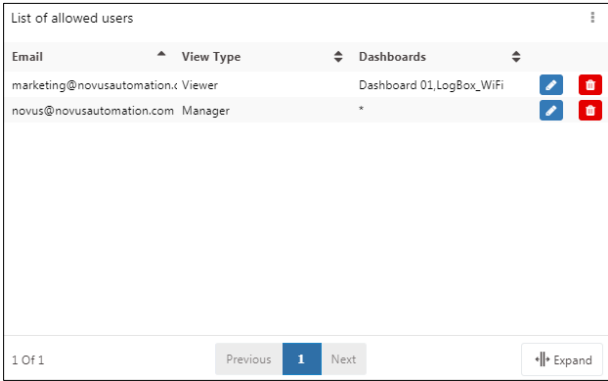 List of allowed users
Email View Type Dashboards
marketing@novusautomation.c Viewer Dashboard 01,LogBox_WiFi
novus@novusautomation.com Manager *
1 Of 1 Previous 1 Next Expand